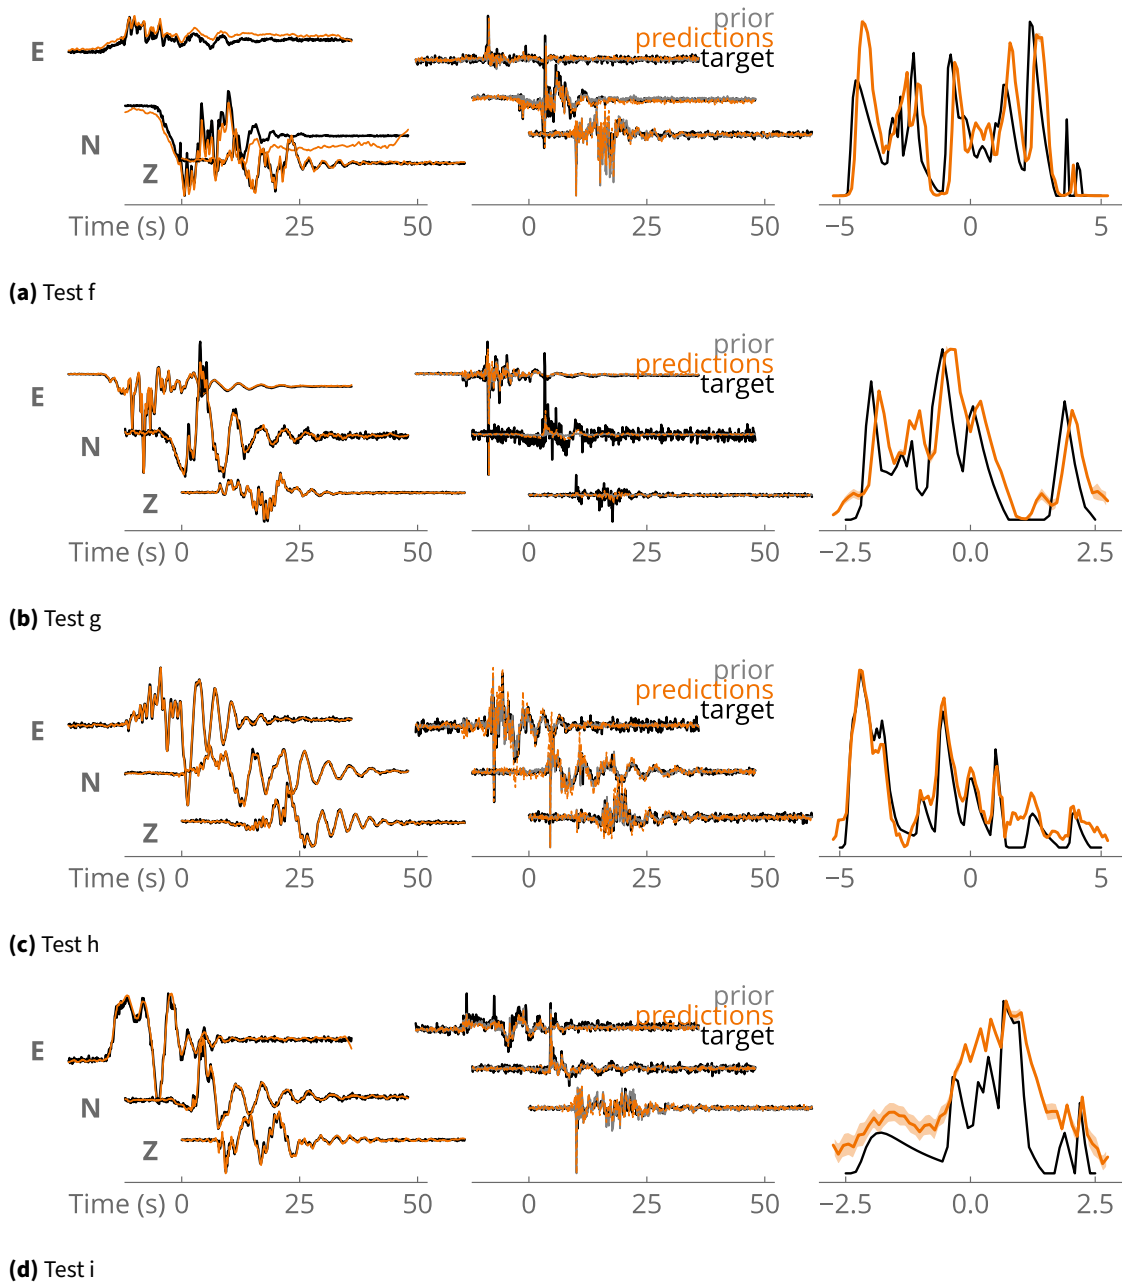 E
N
Z
Time (s) 0 25 50
prior
predictions
target
0 25 50
−5 0 5
(a) Test f
E
N
Z
Time (s) 0 25 50
prior
predictions
target
0 25 50
−2.5 0.0 2.5
(b) Test g
E
N
Z
Time (s) 0 25 50
prior
predictions
target
0 25 50
−5 0 5
(c) Test h
E
N
Z
Time (s) 0 25 50
prior
predictions
target
0 25 50
−2.5 0.0 2.5
(d) Test i